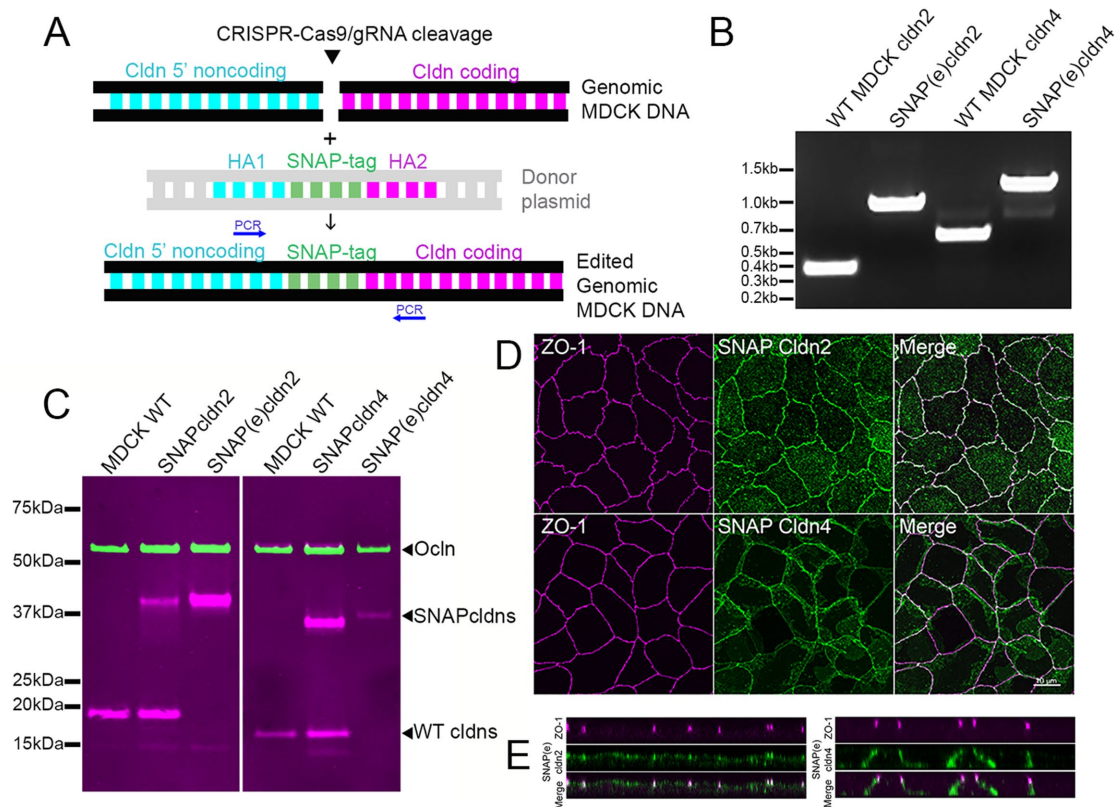 A
CRISPR-Cas9/gRNA cleavage
Cldn 5' noncoding
Cldn coding
Genomic
MDCK DNA
+
HA1
SNAP-tag
HA2
Donor
plasmid
PCR
Cldn 5' noncoding
SNAP-tag
Cldn coding
Edited
Genomic
MDCK DNA
PCR
B
WT MDCK cldn2
SNAP(e)cldn2
WT MDCK cldn4
SNAP(e)cldn4
1.5kb
1.0kb
0.7kb
0.5kb
0.4kb
0.3kb
0.2kb
C
MDCK WT
SNAPcldn2
SNAP(e)cldn2
MDCK WT
SNAPcldn4
SNAP(e)cldn4
75kDa
50kDa
37kDa
25kDa
20kDa
15kDa
Ocln
SNAPcldns
WT cldns
D
ZO-1
SNAP Cldn2
Merge
ZO-1
SNAP Cldn4
Merge
10 µm
E
ZO-1
SNAP(e)
cldn2
Merge
ZO-1
SNAP(e)
cldn4
Merge